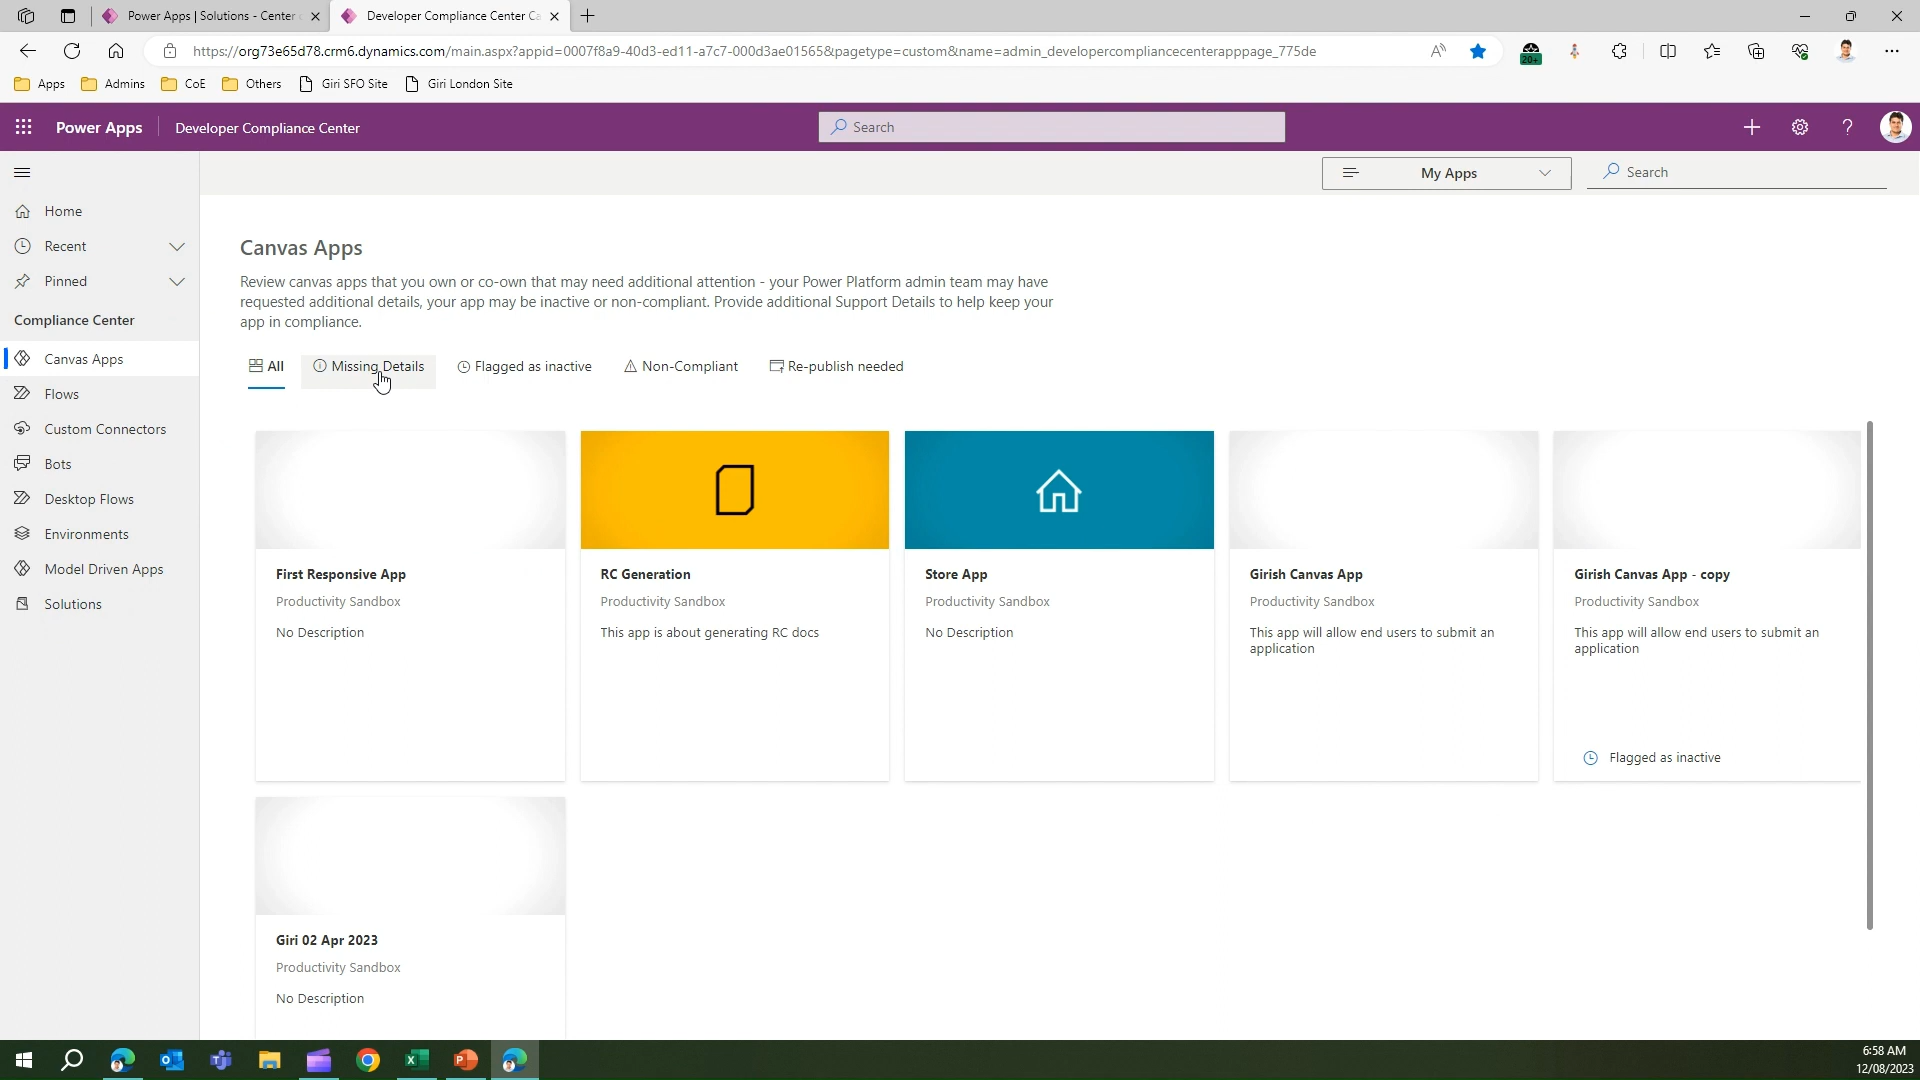 Power Apps | Solutions - Center
Developer Compliance Center Ca
https://org73e65d78.crm6.dynamics.com/main.aspx?appid=0007f8a9-40d3-ed11-a7c7-000d3ae01565&pagetype=custom&name=admin_developercompliancecenterapppage_775de
20+
Apps
Admins
CoE
Others
Giri SFO Site
Giri London Site
Power Apps
Developer Compliance Center
Search
My Apps
Search
Home
Recent
Pinned
Compliance Center
Canvas Apps
Flows
Custom Connectors
Bots
Desktop Flows
Environments
Model Driven Apps
Solutions
Canvas Apps
Review canvas apps that you own or co-own that may need additional attention - your Power Platform admin team may have
requested additional details, your app may be inactive or non-compliant. Provide additional Support Details to help keep your
app in compliance.
All
Missing Details
Flagged as inactive
Non-Compliant
Re-publish needed
First Responsive App
Productivity Sandbox
No Description
RC Generation
Productivity Sandbox
This app is about generating RC docs
Store App
Productivity Sandbox
No Description
Girish Canvas App
Productivity Sandbox
This app will allow end users to submit an
application
Girish Canvas App - copy
Productivity Sandbox
This app will allow end users to submit an
application
Flagged as inactive
Giri 02 Apr 2023
Productivity Sandbox
No Description
6:58 AM
12/08/2023